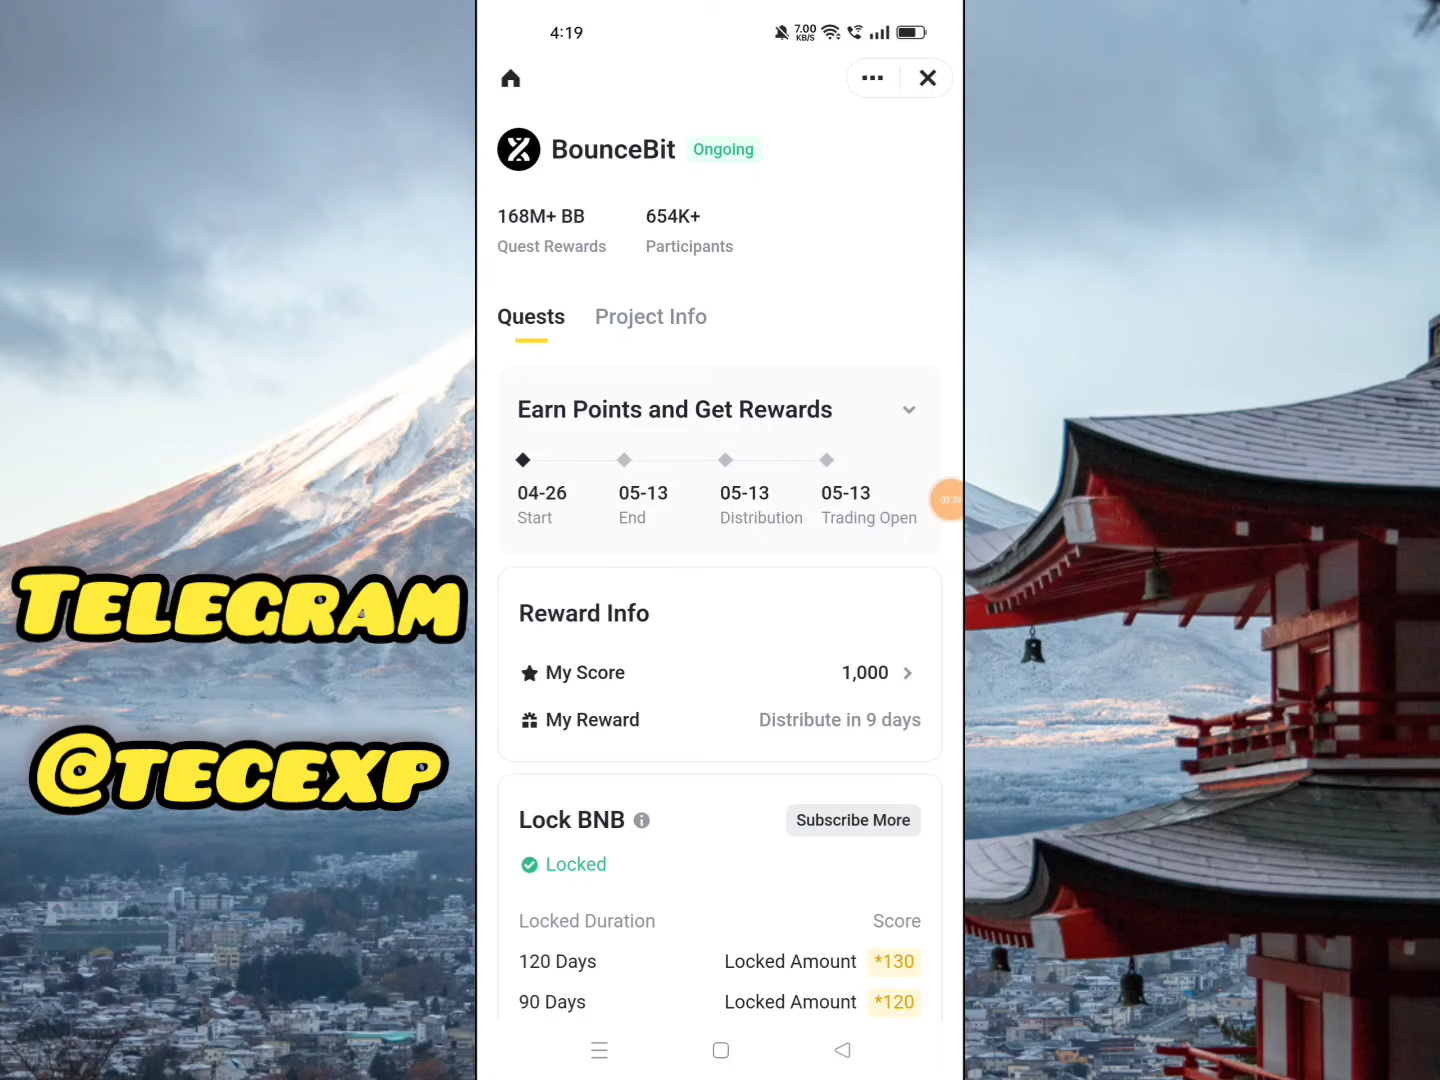 4:19
7.00
KB/S
BounceBit Ongoing
168M+ BB 654K+
Quest Rewards Participants
Quests Project Info
Earn Points and Get Rewards
04-26 05-13 05-13 05-13
Start End Distribution Trading Open
03:39
Reward Info
My Score 1,000
My Reward Distribute in 9 days
Lock BNB Subscribe More
Locked
Locked Duration Score
120 Days Locked Amount *130
90 Days Locked Amount *120
TELEGRAM
@TECEXP